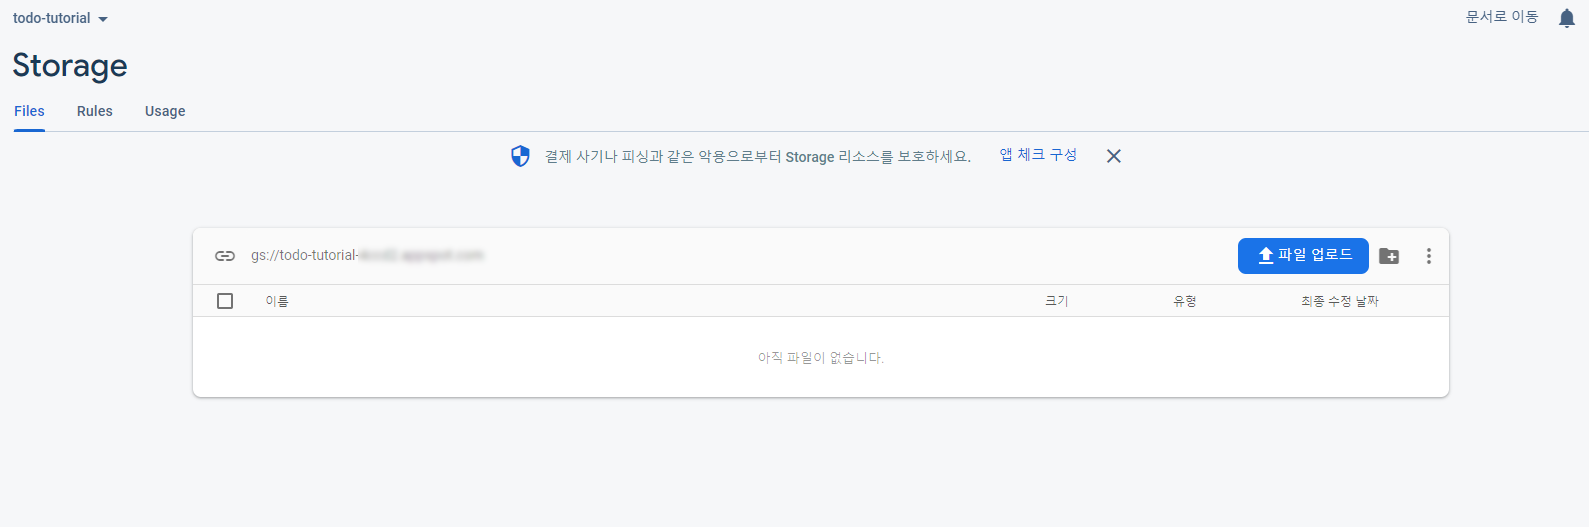 todo-tutorial
문서로 이동
Storage
Files Rules Usage
결제 사기나 피싱과 같은 악용으로부터 Storage 리소스를 보호하세요. 앱 체크 구성
gs://todo-tutorial-
파일 업로드
이름 크기 유형 최종 수정 날짜
아직 파일이 없습니다.